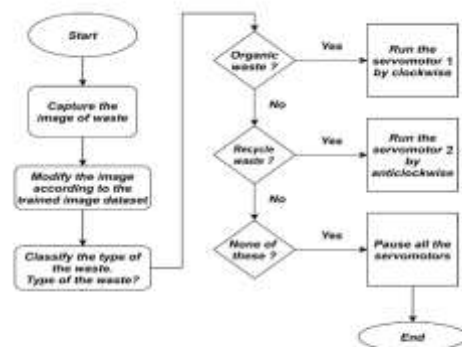 Start
Capture the
image of waste
Modify the image
according to the
trained image dataset
Classify the type of
the waste.
Type of the waste?
Organic
waste ?
Yes
Run the
servomotor 1
by clockwise
No
Recycle
waste ?
Yes
Run the
servomotor 2
by
anticlockwise
No
None of
these ?
Yes
Pause all the
servomotors
End